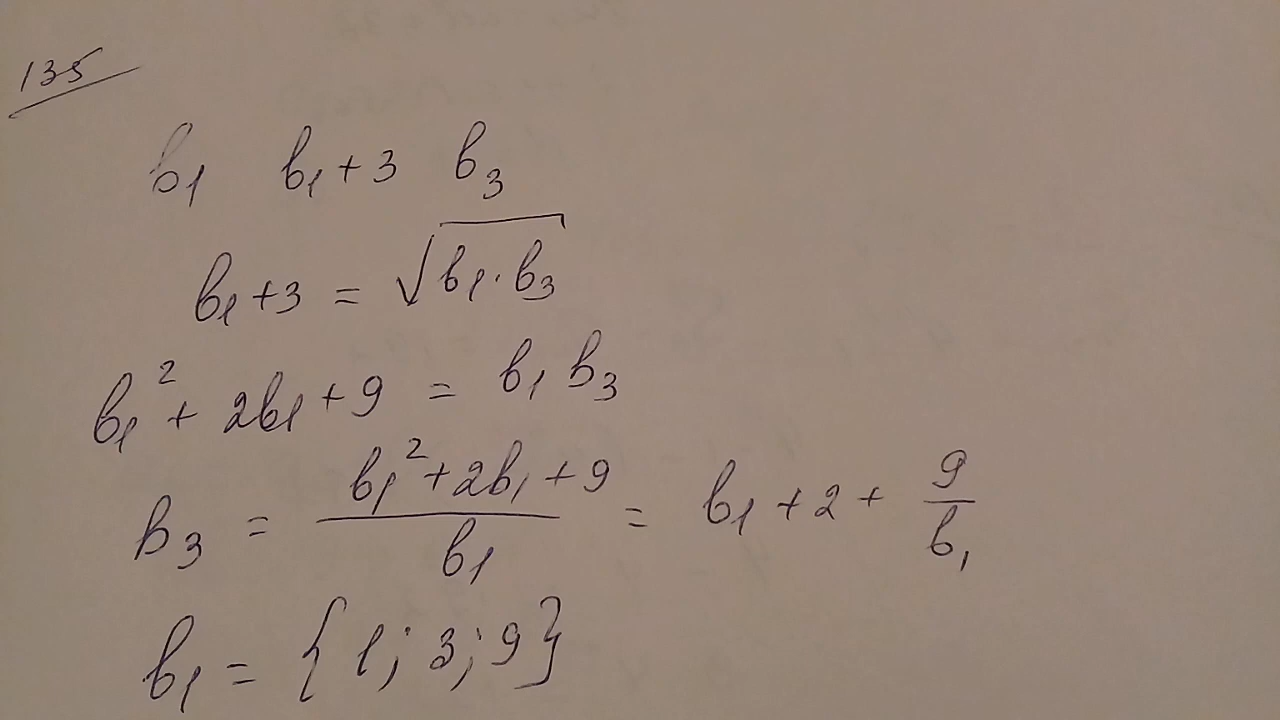 135
b₁ b₁+3 b₃
b₁+3 = √(b₁·b₃)
b₁² + 2b₁ + 9 = b₁ b₃
b₃ = (b₁²+2b₁+9)/b₁ = b₁ + 2 + 9/b₁
b₁ = {1; 3; 9}